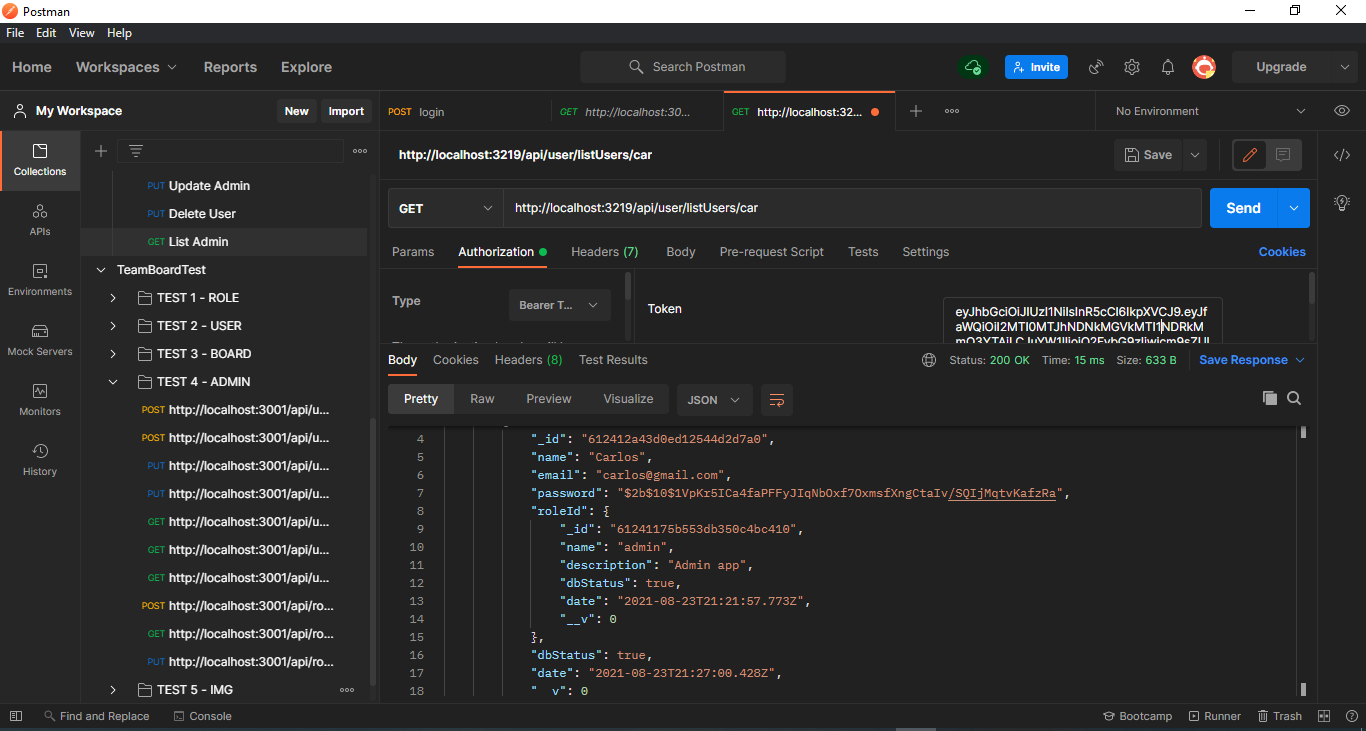 Postman
File Edit View Help
Home Workspaces Reports Explore Search Postman Invite Upgrade
My Workspace New Import POST login GET http://localhost:30... GET http://localhost:32... No Environment
Collections
APIs
Environments
Mock Servers
Monitors
History
PUT Update Admin
PUT Delete User
GET List Admin
TeamBoardTest
TEST 1 - ROLE
TEST 2 - USER
TEST 3 - BOARD
TEST 4 - ADMIN
POST http://localhost:3001/api/u...
POST http://localhost:3001/api/u...
PUT http://localhost:3001/api/u...
PUT http://localhost:3001/api/u...
GET http://localhost:3001/api/u...
GET http://localhost:3001/api/u...
GET http://localhost:3001/api/u...
POST http://localhost:3001/api/ro...
GET http://localhost:3001/api/ro...
PUT http://localhost:3001/api/ro...
TEST 5 - IMG
http://localhost:3219/api/user/listUsers/car Save
GET http://localhost:3219/api/user/listUsers/car Send
Params Authorization Headers (7) Body Pre-request Script Tests Settings Cookies
Type Bearer T... Token
Body Cookies Headers (8) Test Results Status: 200 OK Time: 15 ms Size: 633 B Save Response
Pretty Raw Preview Visualize JSON
4 "_id": "612412a43d0ed12544d2d7a0",
5 "name": "Carlos",
6 "email": "carlos@gmail.com",
7 "password": "$2b$10$1VpKr5ICa4faPFFyJIqNbOxf7OxmsfXngCtaIv/SQIjMqtvKafzRa",
8 "roleId": {
9 "_id": "61241175b553db350c4bc410",
10 "name": "admin",
11 "description": "Admin app",
12 "dbStatus": true,
13 "date": "2021-08-23T21:21:57.773Z",
14 "__v": 0
15 },
16 "dbStatus": true,
17 "date": "2021-08-23T21:27:00.428Z",
18 "__v": 0
Find and Replace Console Bootcamp Runner Trash